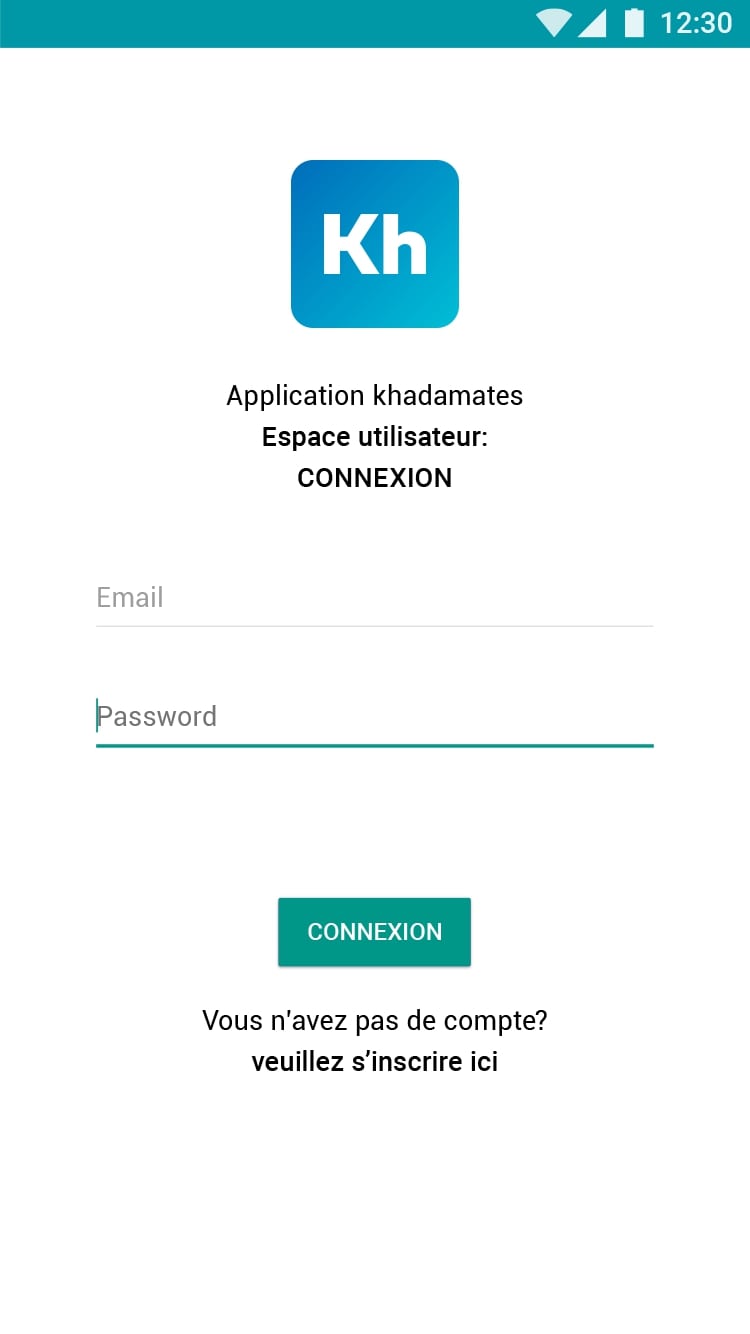 12:30
Kh
Application khadamates
Espace utilisateur:
CONNEXION
Email
Password
CONNEXION
Vous n'avez pas de compte?
veuillez s’inscrire ici